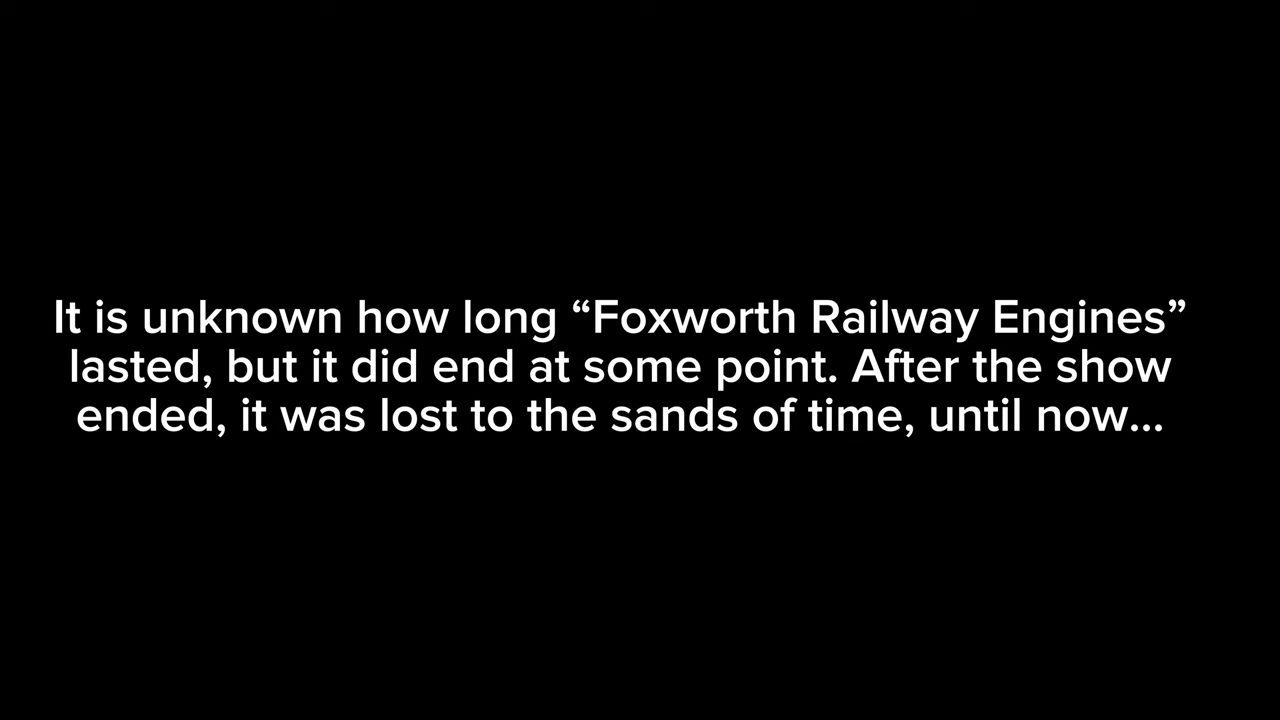 It is unknown how long “Foxworth Railway Engines”
lasted, but it did end at some point. After the show
ended, it was lost to the sands of time, until now...